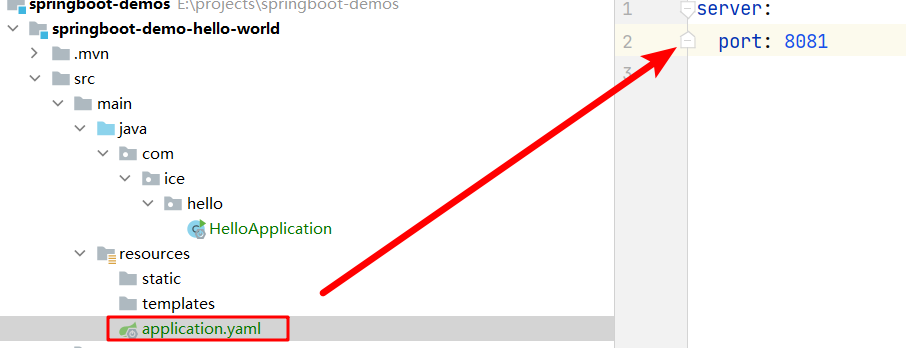 springboot-demos E:\projects\springboot-demos
springboot-demo-hello-world
.mvn
src
main
java
com
ice
hello
HelloApplication
resources
static
templates
application.yaml
1 server:
2 port: 8081
3